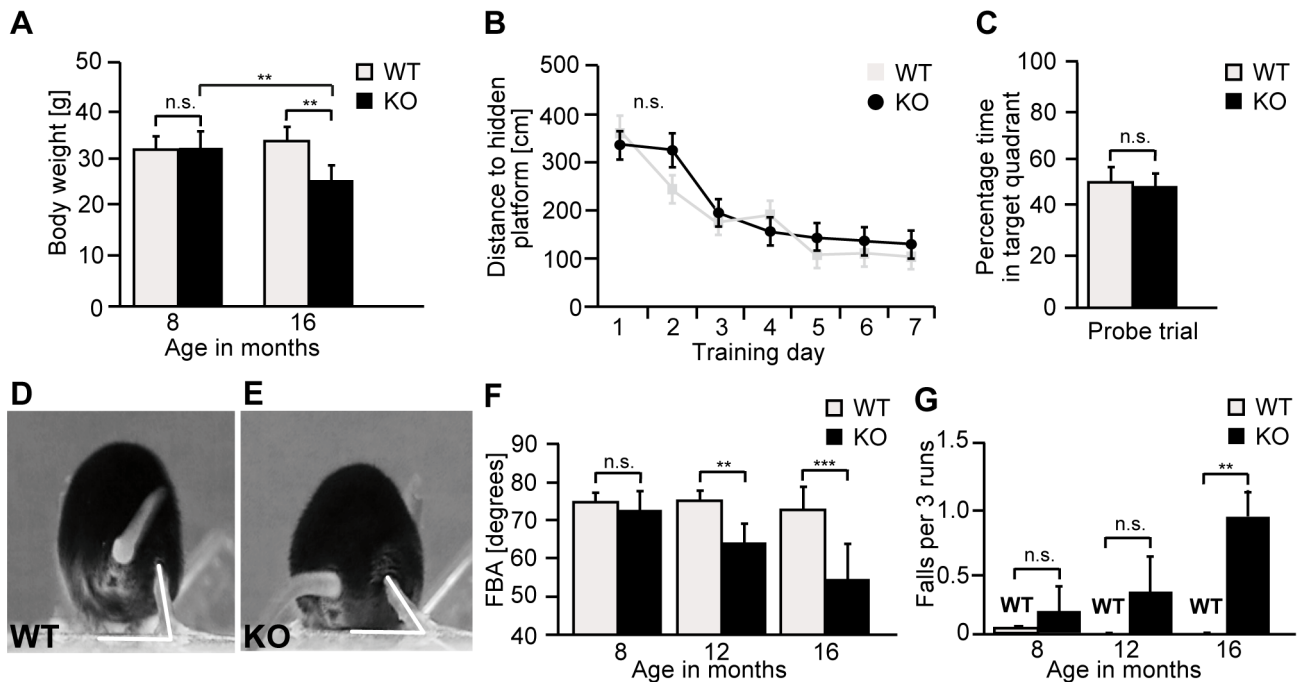 A
Body weight [g]
50
40
30
20
10
0
n.s.
**
**
WT
KO
8
16
Age in months
B
Distance to hidden
platform [cm]
500
400
300
200
100
0
n.s.
WT
KO
1 2 3 4 5 6 7
Training day
C
Percentage time
in target quadrant
100
80
60
40
20
0
n.s.
WT
KO
Probe trial
D
WT
E
KO
F
FBA [degrees]
90
80
70
60
50
40
n.s.
**
***
WT
KO
8 12 16
Age in months
G
Falls per 3 runs
1.5
1.0
0.5
0
n.s.
n.s.
**
WT
KO
WT WT WT
8 12 16
Age in months